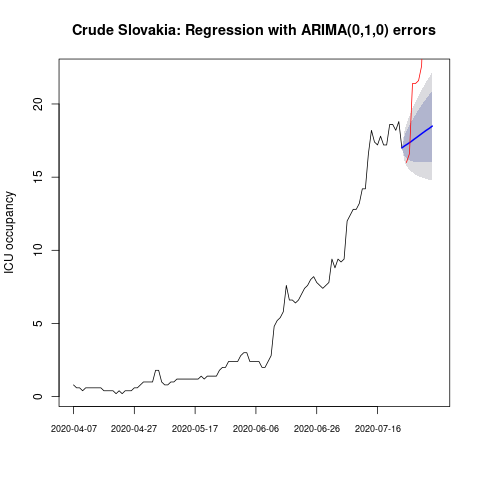 Crude Slovakia: Regression with ARIMA(0,1,0) errors
ICU occupancy
20
15
10
5
0
2020-04-07 2020-04-27 2020-05-17 2020-06-06 2020-06-26 2020-07-16